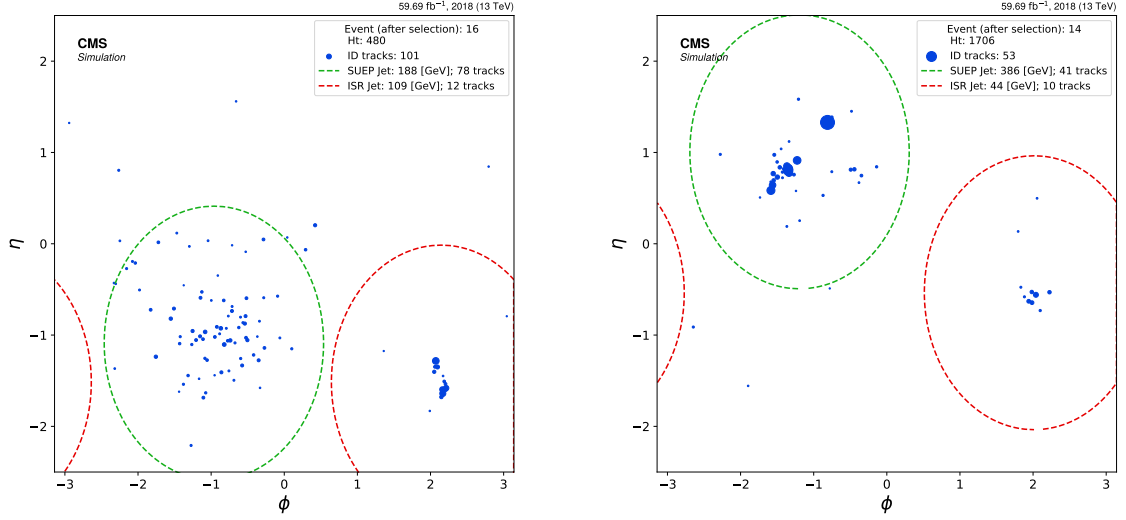 59.69 fb⁻¹, 2018 (13 TeV)
CMS
Simulation
Event (after selection): 16
Ht: 480
ID tracks: 101
SUEP Jet: 188 [GeV]; 78 tracks
ISR Jet: 109 [GeV]; 12 tracks
2
1
0
−1
−2
η
−3 −2 −1 0 1 2 3
ϕ
59.69 fb⁻¹, 2018 (13 TeV)
CMS
Simulation
Event (after selection): 14
Ht: 1706
ID tracks: 53
SUEP Jet: 386 [GeV]; 41 tracks
ISR Jet: 44 [GeV]; 10 tracks
2
1
0
−1
−2
η
−3 −2 −1 0 1 2 3
ϕ